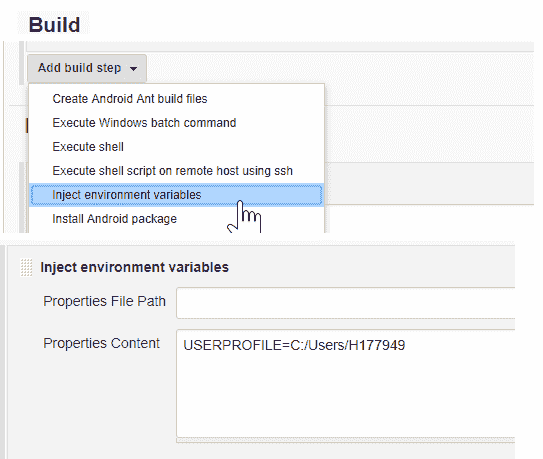 Build
Add build step
Create Android Ant build files
Execute Windows batch command
Execute shell
Execute shell script on remote host using ssh
Inject environment variables
Install Android package
Inject environment variables
Properties File Path
Properties Content
USERPROFILE=C:/Users/H177949